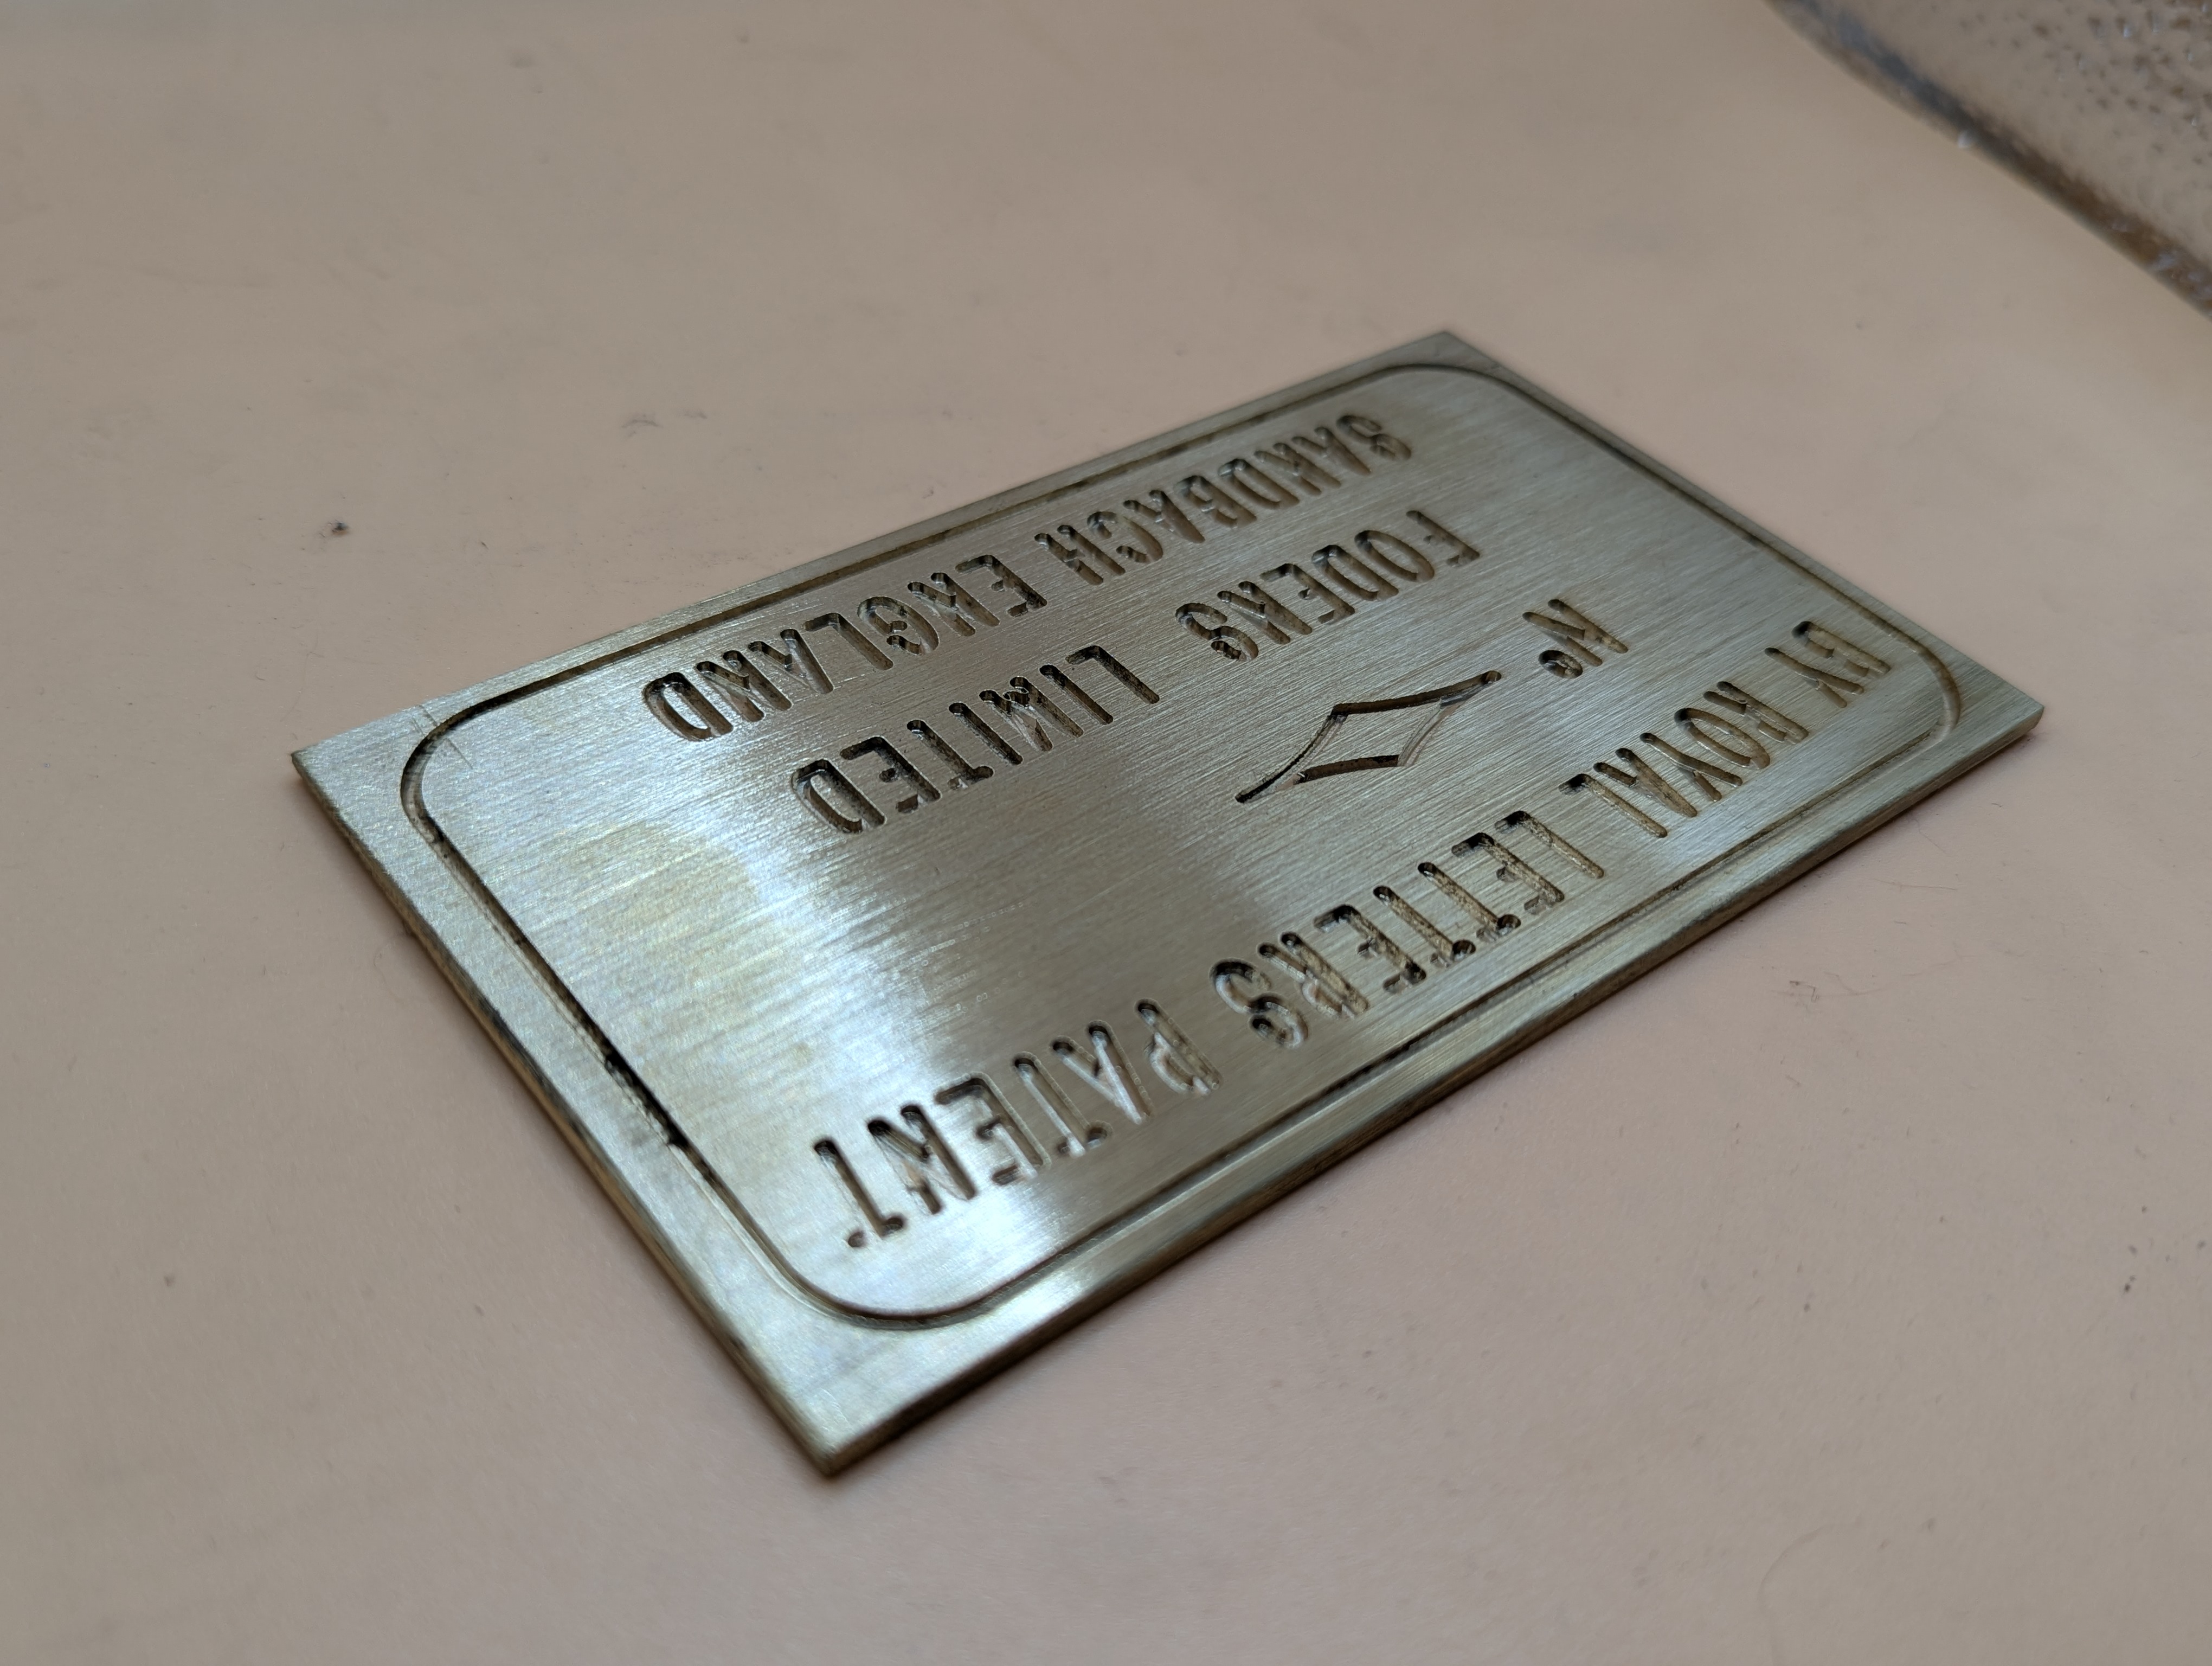 BY ROYAL LETTERS PATENT
Nº
FODENS LIMITED
SANDBACH ENGLAND